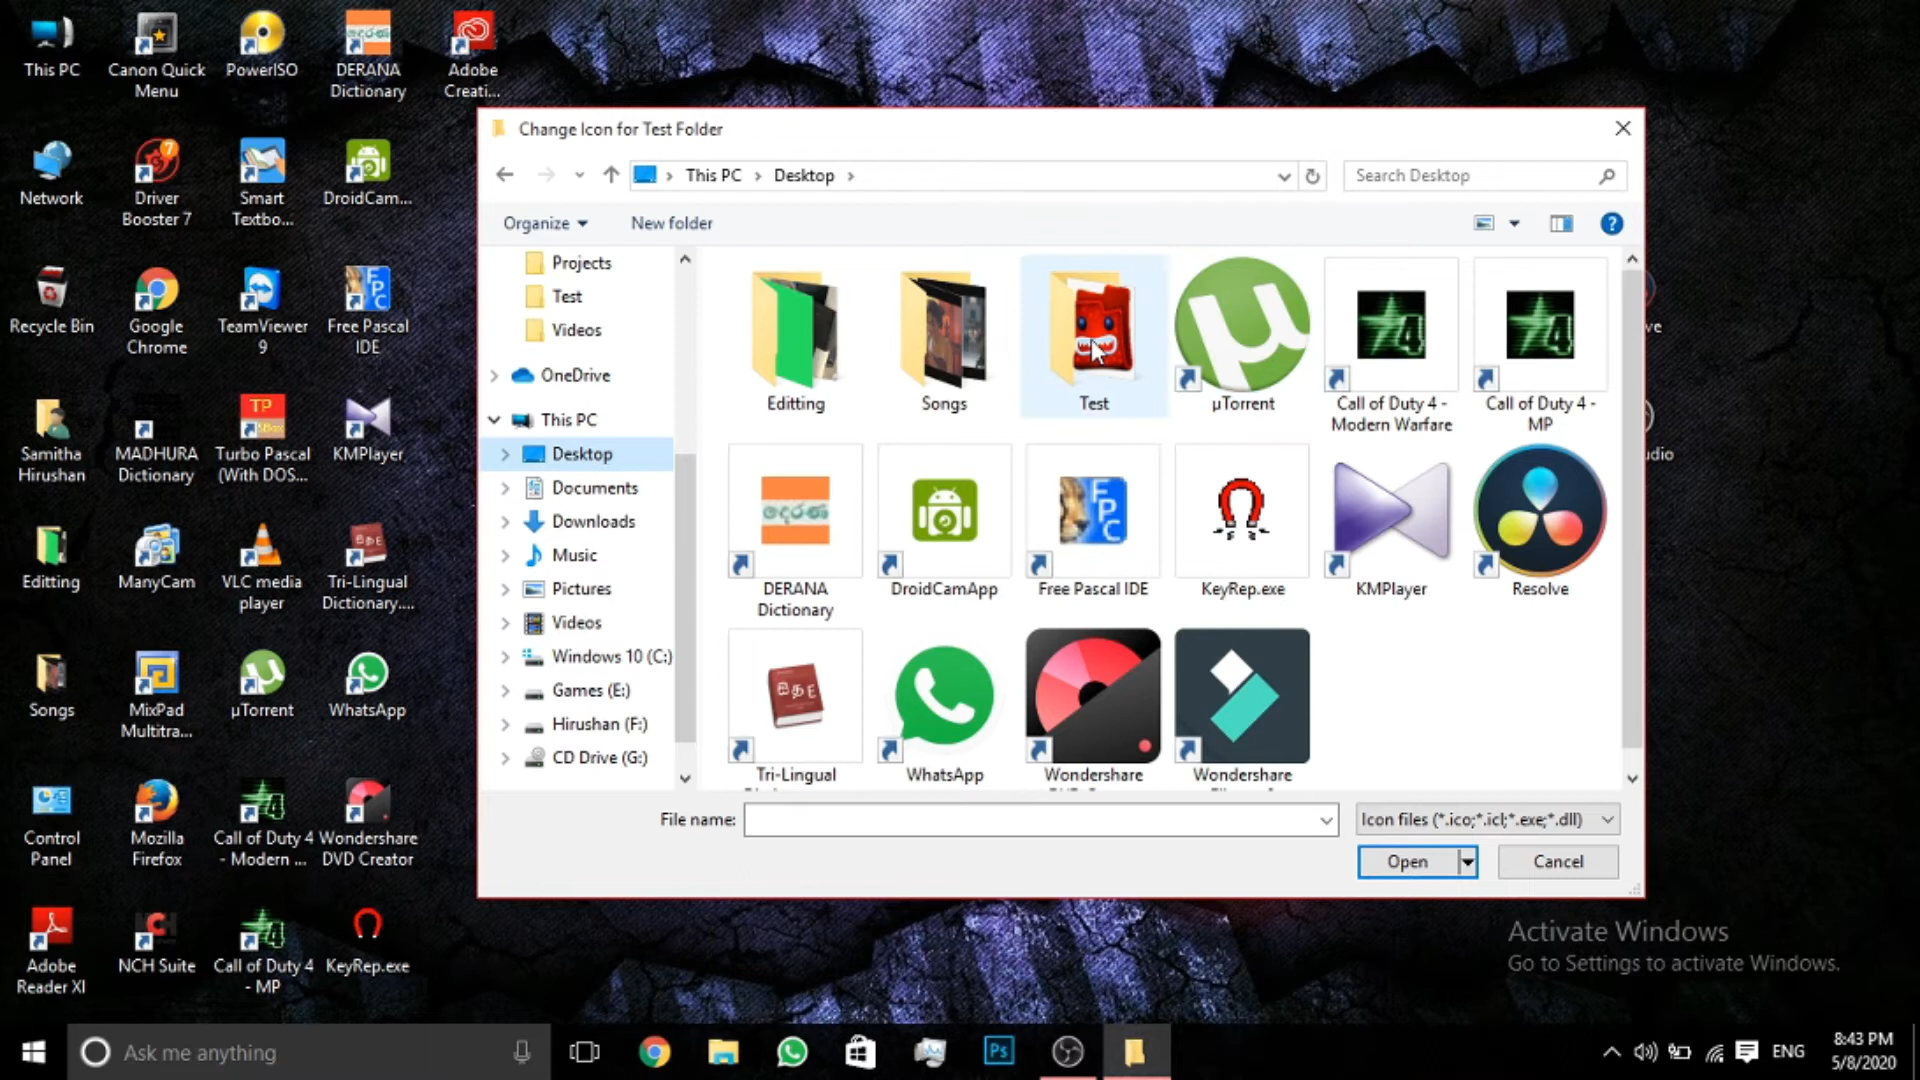 This PC
Canon Quick
Menu
PowerISO
DERANA
Dictionary
Adobe
Creati...
Network
Driver
Booster 7
Smart
Textbo...
DroidCam...
Recycle Bin
Google
Chrome
TeamViewer
9
Free Pascal
IDE
Samitha
Hirushan
MADHURA
Dictionary
Turbo Pascal
(With DOS...
KMPlayer
Editting
ManyCam
VLC media
player
Tri-Lingual
Dictionary....
Songs
MixPad
Multitra...
µTorrent
WhatsApp
Control
Panel
Mozilla
Firefox
Call of Duty 4
- Modern ...
Wondershare
DVD Creator
Adobe
Reader XI
NCH Suite
Call of Duty 4
- MP
KeyRep.exe
Change Icon for Test Folder
This PC > Desktop >
Search Desktop
Organize
New folder
Projects
Test
Videos
OneDrive
This PC
Desktop
Documents
Downloads
Music
Pictures
Videos
Windows 10 (C:)
Games (E:)
Hirushan (F:)
CD Drive (G:)
Editting
Songs
Test
µTorrent
Call of Duty 4 -
Modern Warfare
Call of Duty 4 -
MP
දෙරණ
FPC
DERANA
Dictionary
DroidCamApp
Free Pascal IDE
KeyRep.exe
KMPlayer
Resolve
Tri-Lingual
WhatsApp
Wondershare
Wondershare
File name:
Icon files (*.ico;*.icl;*.exe;*.dll)
Open
Cancel
Activate Windows
Go to Settings to activate Windows.
Ask me anything
Ps
ENG
8:43 PM
5/8/2020